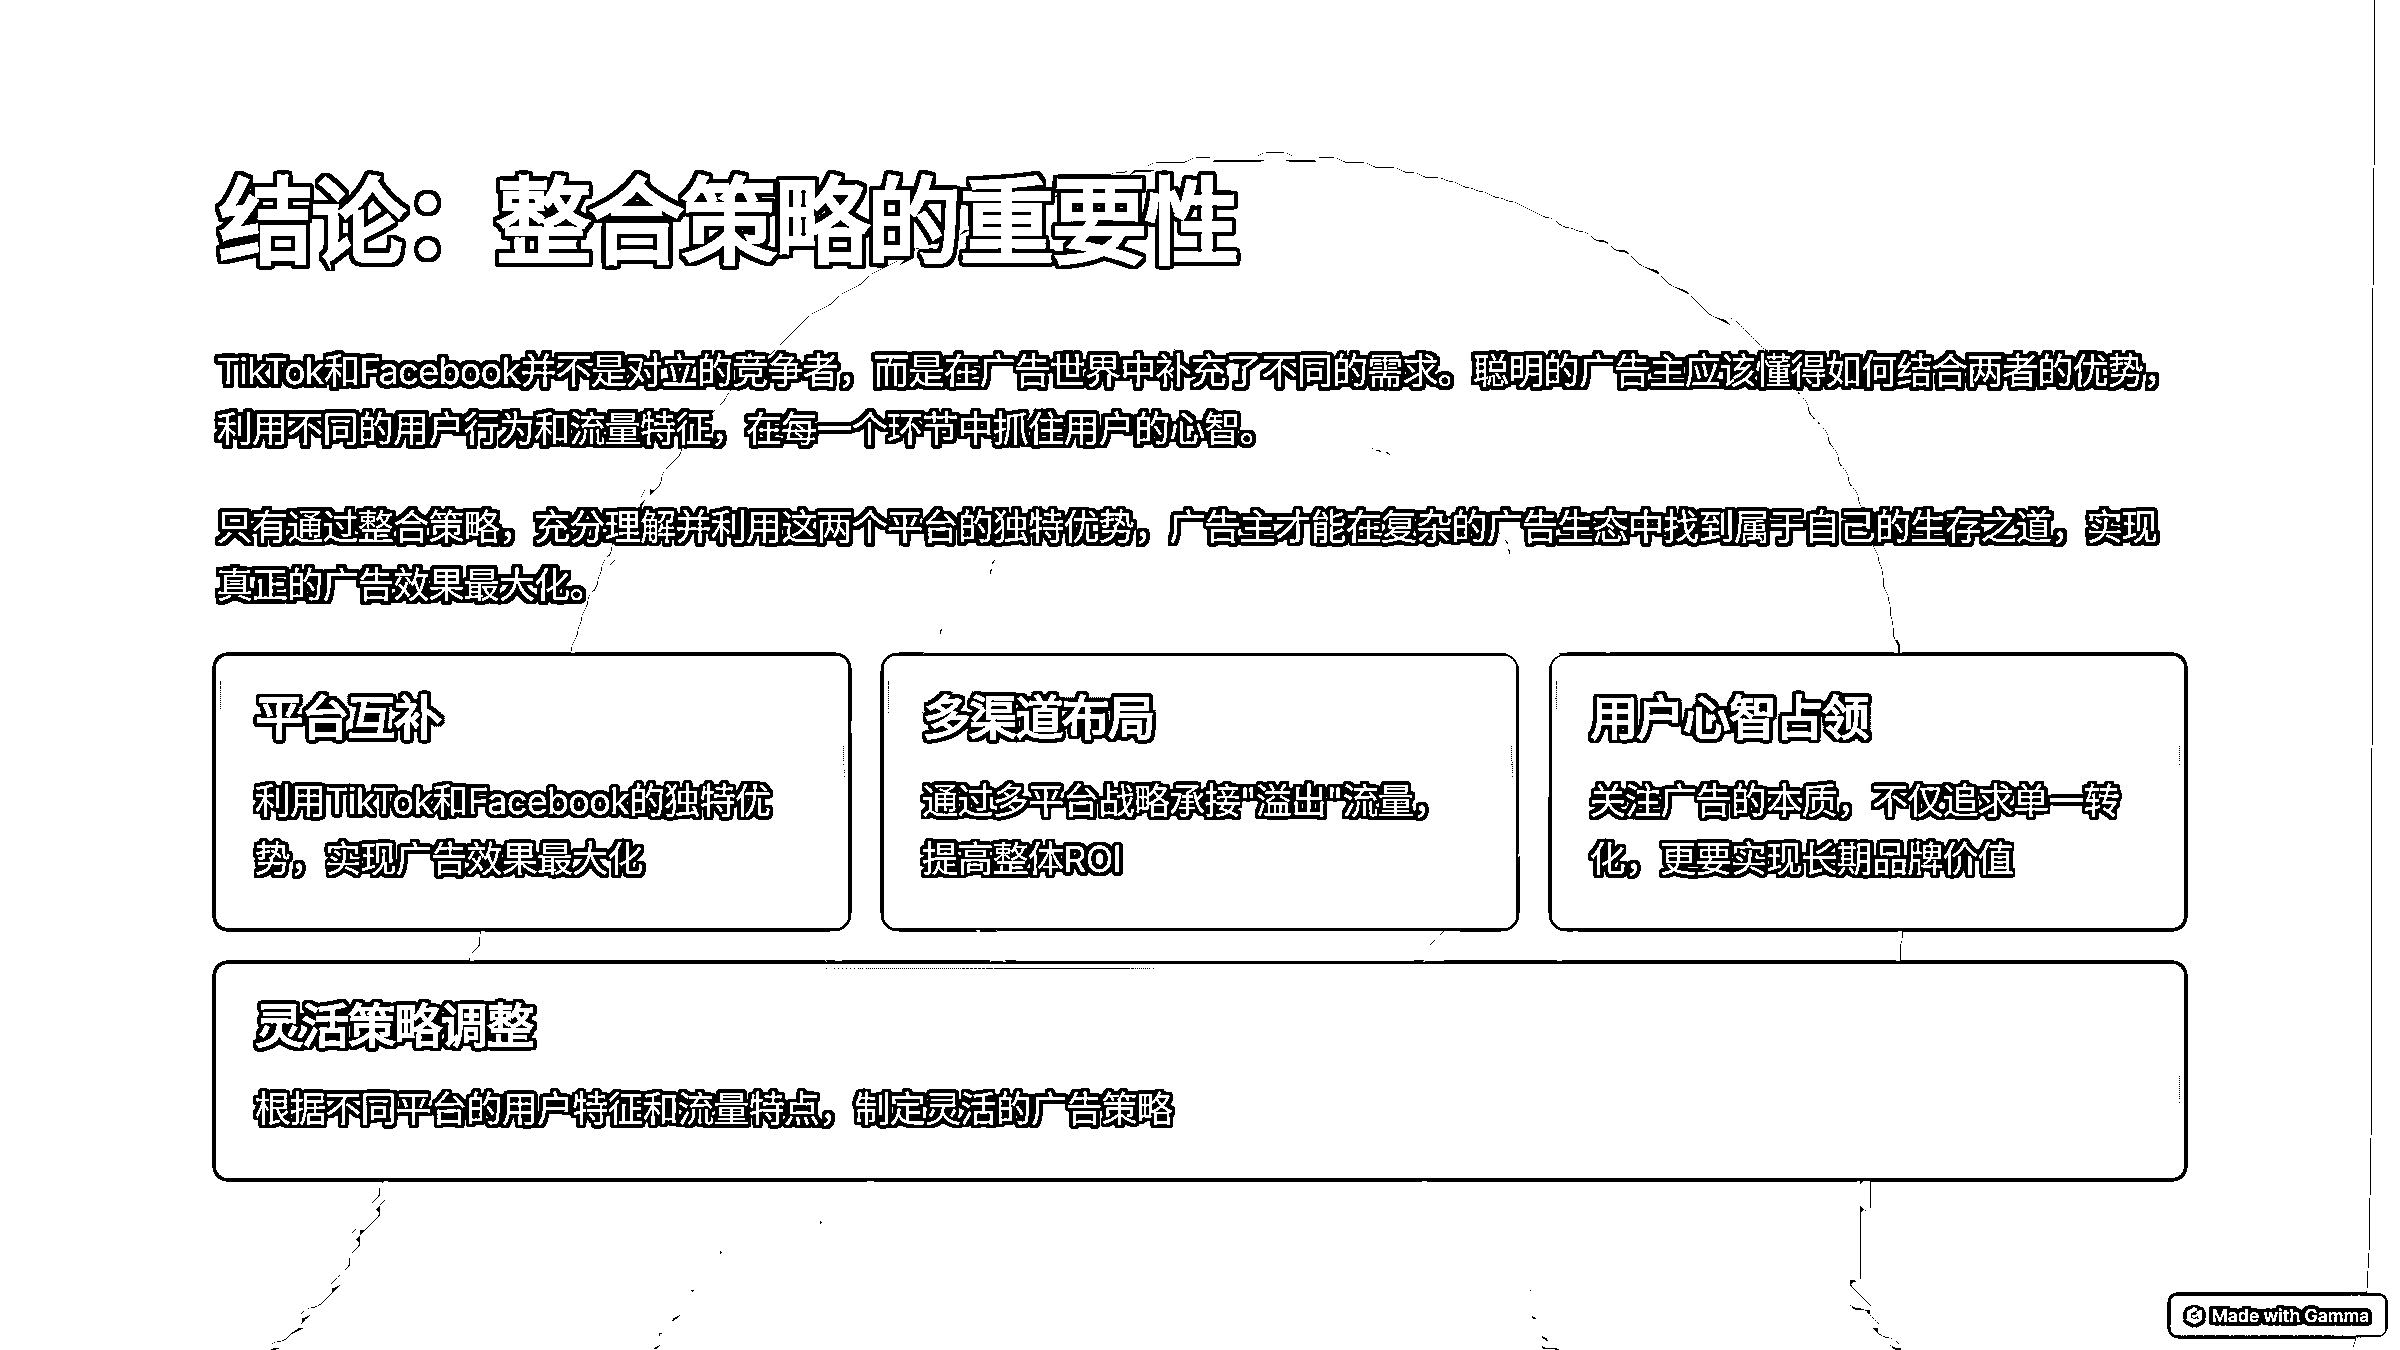 结论：整合策略的重要性
TikTok和Facebook并不是对立的竞争者，而是在广告世界中补充了不同的需求。聪明的广告主应该懂得如何结合两者的优势，
利用不同的用户行为和流量特征，在每一个环节中抓住用户的心智。
只有通过整合策略，充分理解并利用这两个平台的独特优势，广告主才能在复杂的广告生态中找到属于自己的生存之道，实现
真正的广告效果最大化。
平台互补
利用TikTok和Facebook的独特优
势，实现广告效果最大化
多渠道布局
通过多平台战略承接"溢出"流量，
提高整体ROI
用户心智占领
关注广告的本质，不仅追求单一转
化，更要实现长期品牌价值
灵活策略调整
根据不同平台的用户特征和流量特点，制定灵活的广告策略
Made with Gamma